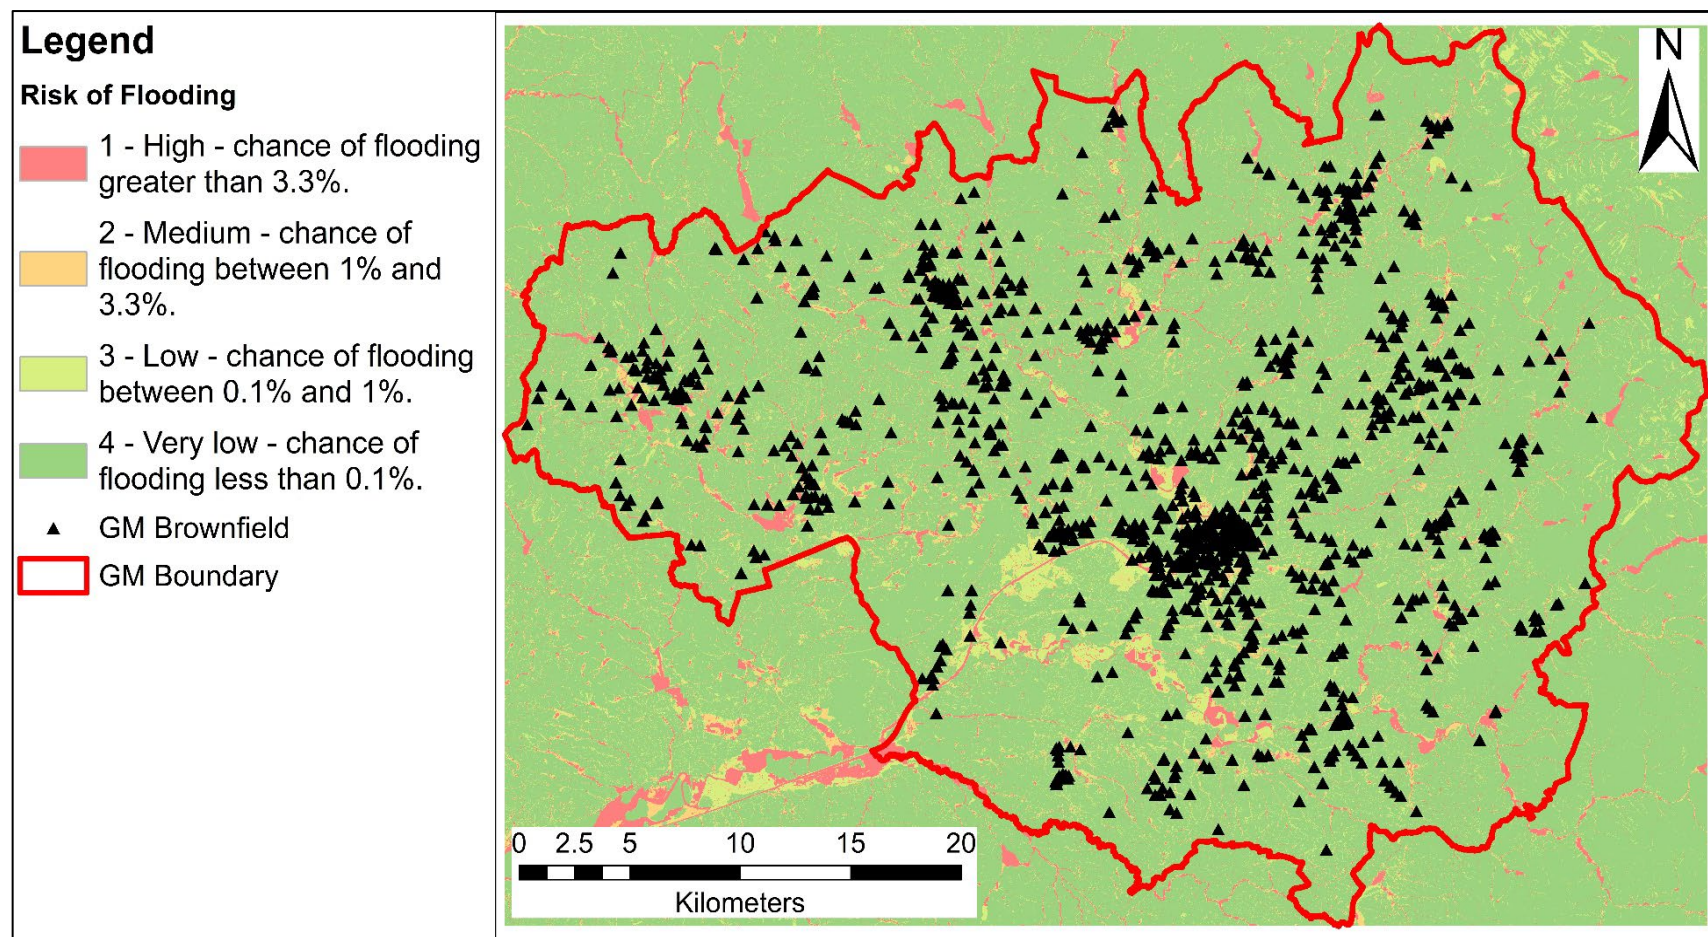 Legend
Risk of Flooding
1 - High - chance of flooding
greater than 3.3%.
2 - Medium - chance of
flooding between 1% and
3.3%.
3 - Low - chance of flooding
between 0.1% and 1%.
4 - Very low - chance of
flooding less than 0.1%.
GM Brownfield
GM Boundary
N
0 2.5 5 10 15 20
Kilometers